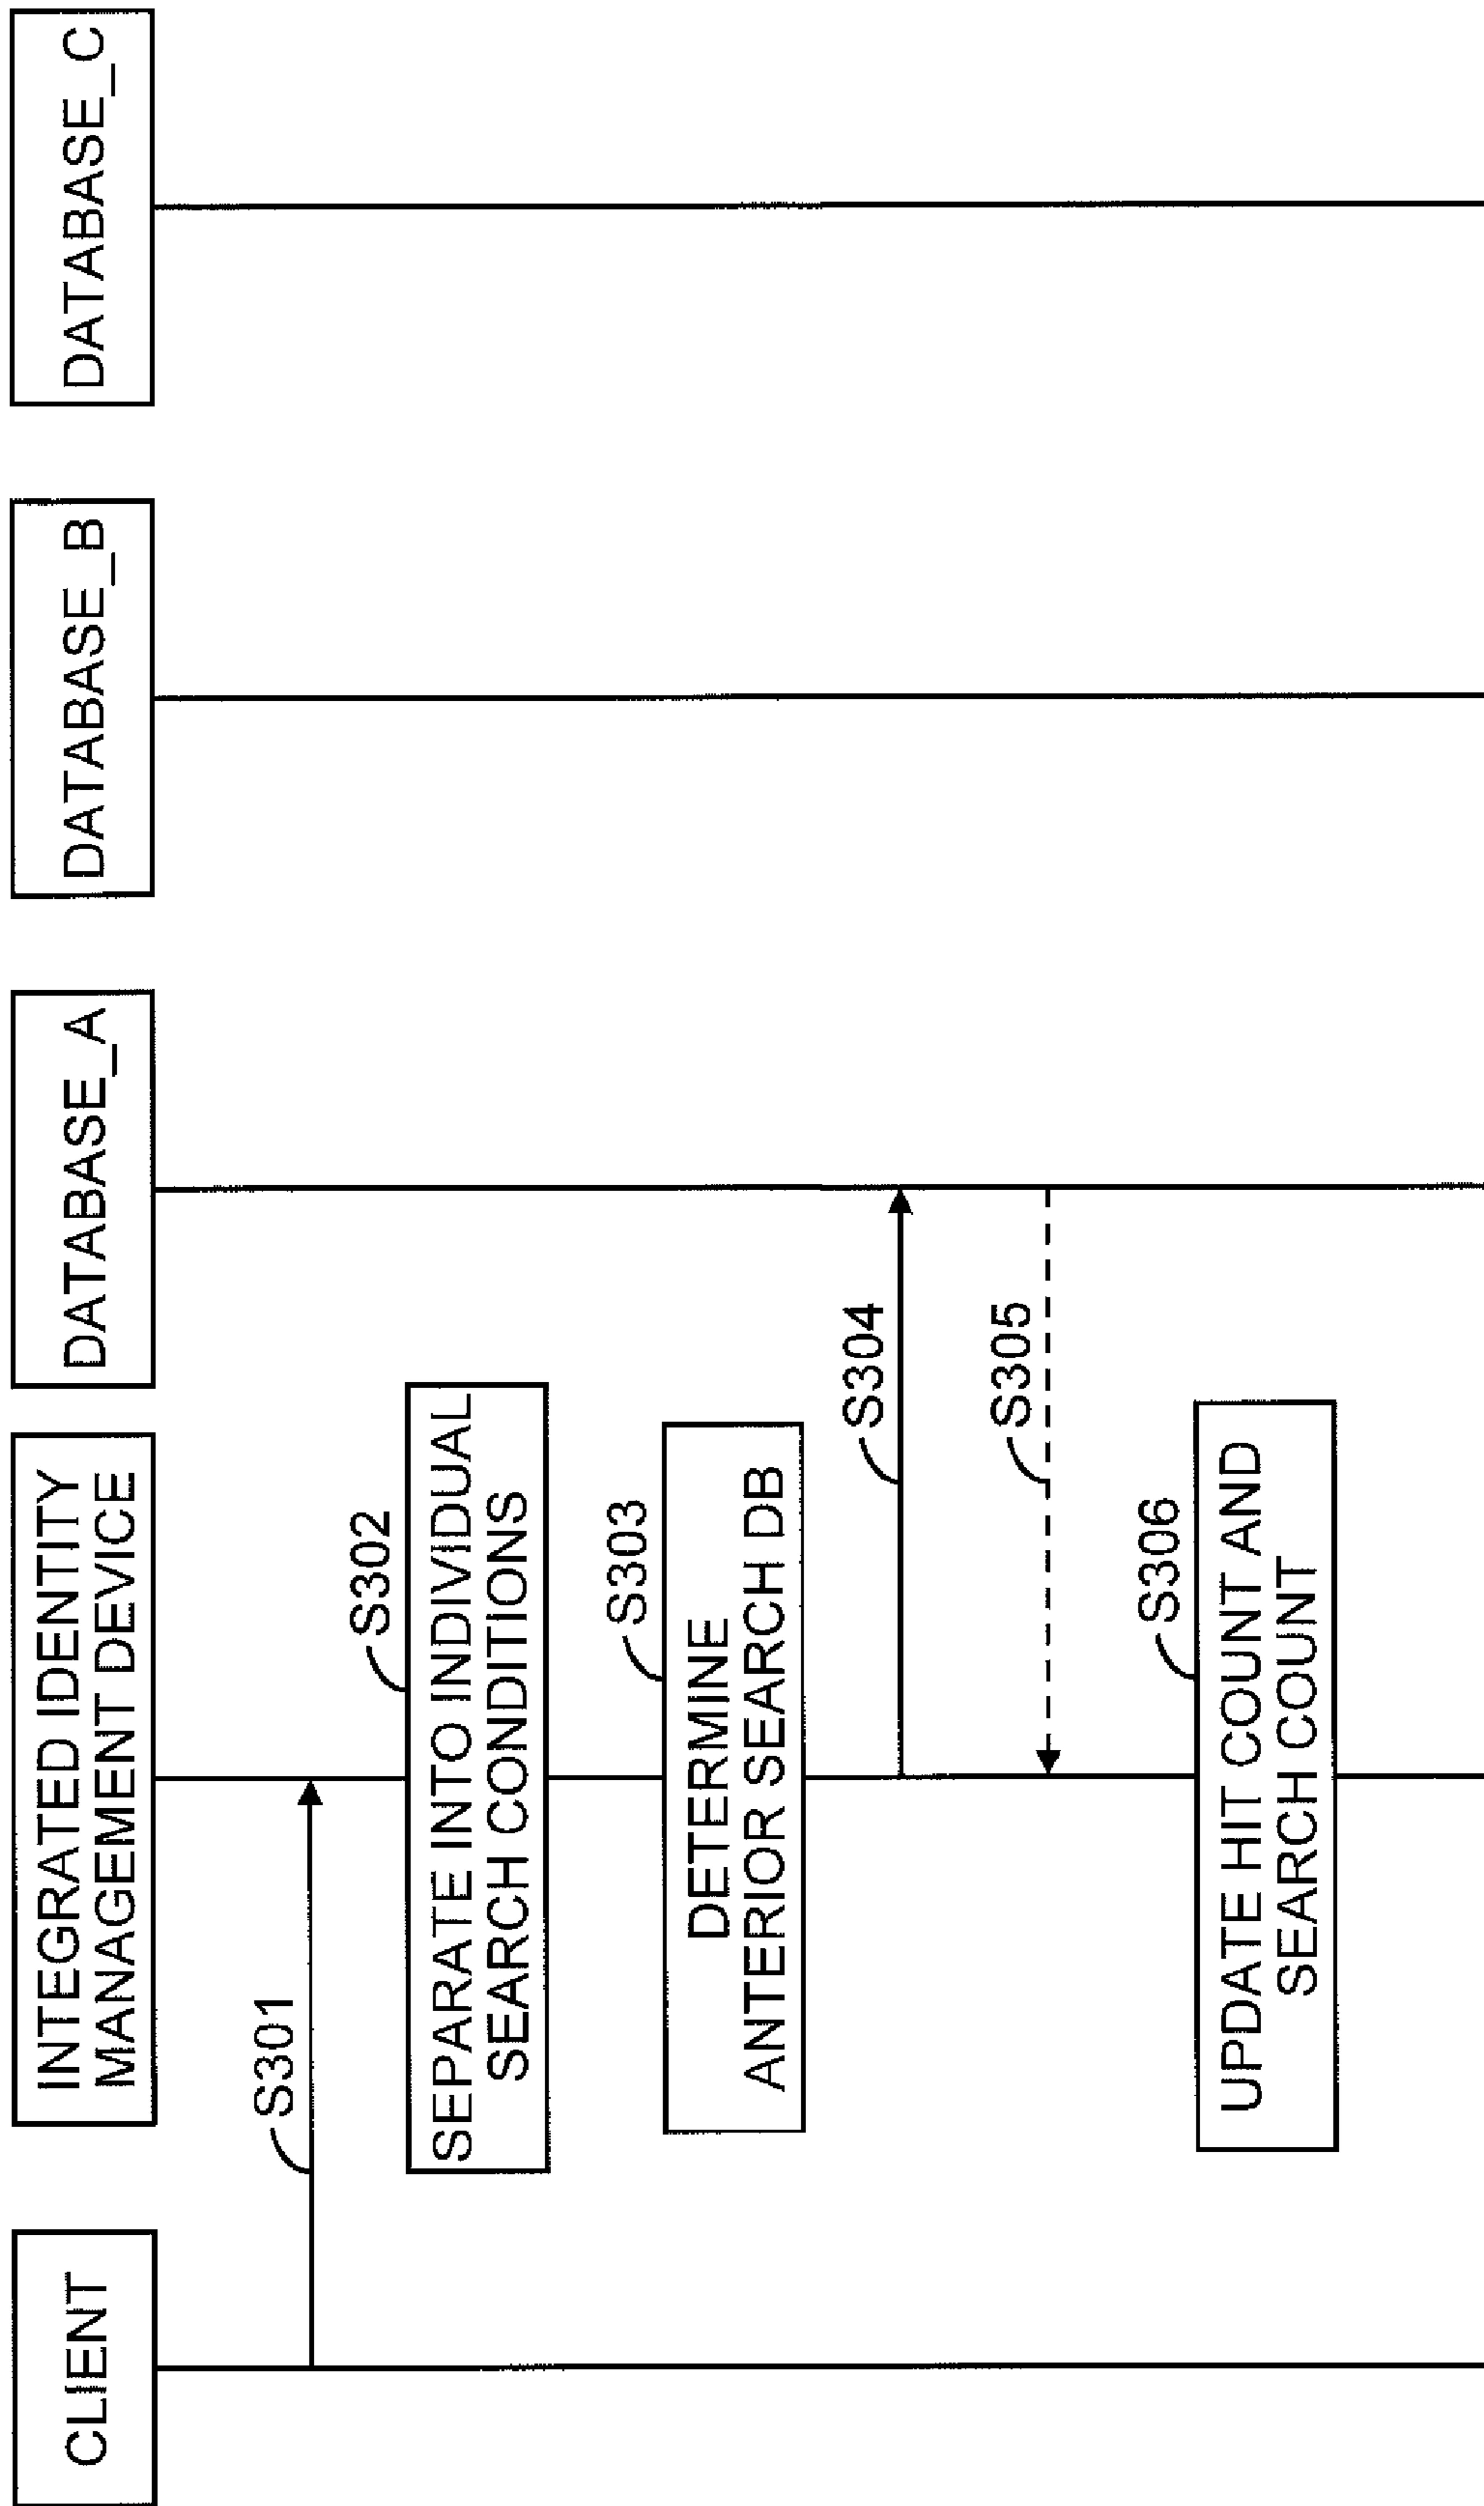 CLIENT
INTEGRATED IDENTITY
MANAGEMENT DEVICE
DATABASE_A
DATABASE_B
DATABASE_C
S301
S302
SEPARATE INTO INDIVIDUAL
SEARCH CONDITIONS
S303
DETERMINE
ANTERIOR SEARCH DB
S304
S305
S306
UPDATE HIT COUNT AND
SEARCH COUNT